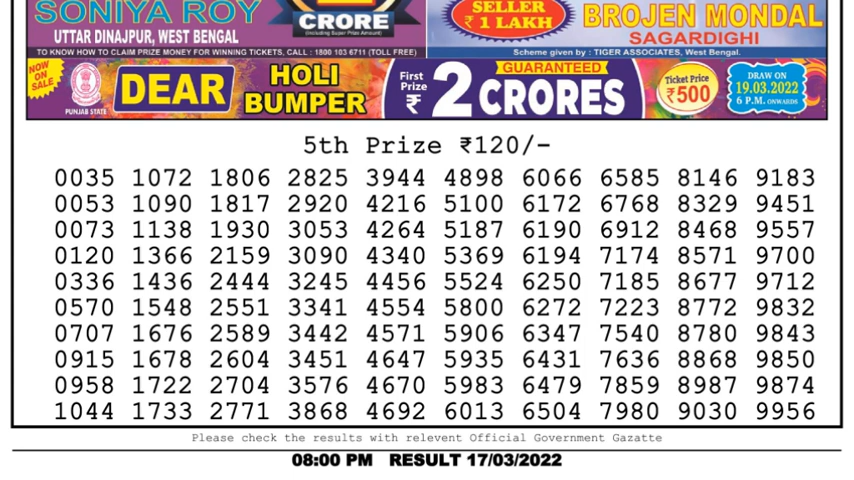 SONIYA ROY
UTTAR DINAJPUR, WEST BENGAL
CRORE
(Including Super Prize Amount)
TO KNOW HOW TO CLAIM PRIZE MONEY FOR WINNING TICKETS, CALL : 1800 103 6711 (TOLL FREE)
SELLER
₹ 1 LAKH
BROJEN MONDAL
SAGARDIGHI
Scheme given by : TIGER ASSOCIATES, West Bengal.
NOW ON SALE
PUNJAB STATE
DEAR
HOLI
BUMPER
First Prize ₹
GUARANTEED
2 CRORES
Ticket Price
₹500
DRAW ON
19.03.2022
6 P.M. ONWARDS
5th Prize ₹120/-
0035 1072 1806 2825 3944 4898 6066 6585 8146 9183
0053 1090 1817 2920 4216 5100 6172 6768 8329 9451
0073 1138 1930 3053 4264 5187 6190 6912 8468 9557
0120 1366 2159 3090 4340 5369 6194 7174 8571 9700
0336 1436 2444 3245 4456 5524 6250 7185 8677 9712
0570 1548 2551 3341 4554 5800 6272 7223 8772 9832
0707 1676 2589 3442 4571 5906 6347 7540 8780 9843
0915 1678 2604 3451 4647 5935 6431 7636 8868 9850
0958 1722 2704 3576 4670 5983 6479 7859 8987 9874
1044 1733 2771 3868 4692 6013 6504 7980 9030 9956
Please check the results with relevent Official Government Gazatte
08:00 PM RESULT 17/03/2022